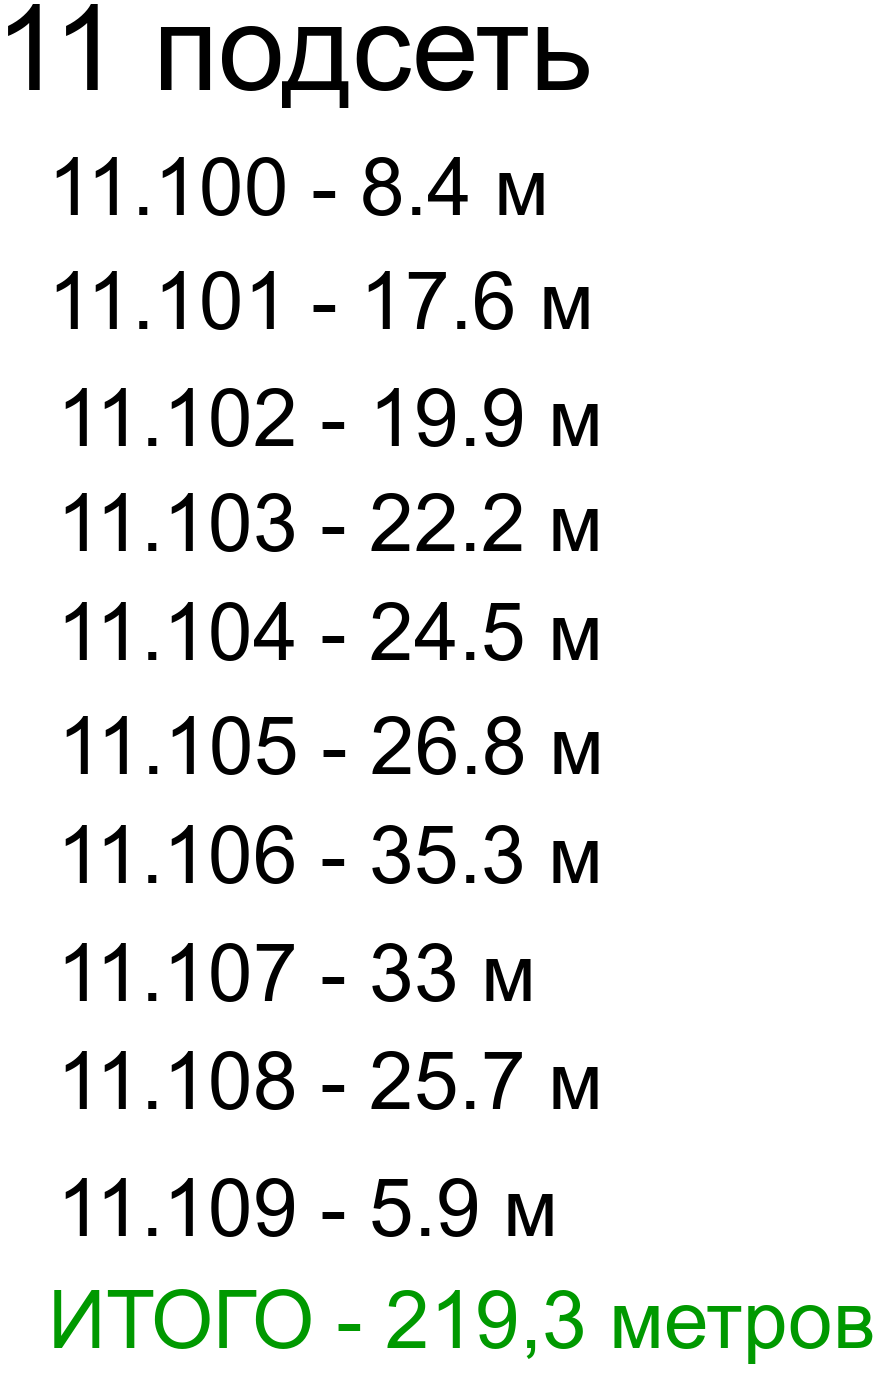 11 подсеть
11.100 - 8.4 м
11.101 - 17.6 м
11.102 - 19.9 м
11.103 - 22.2 м
11.104 - 24.5 м
11.105 - 26.8 м
11.106 - 35.3 м
11.107 - 33 м
11.108 - 25.7 м
11.109 - 5.9 м
ИТОГО - 219,3 метров